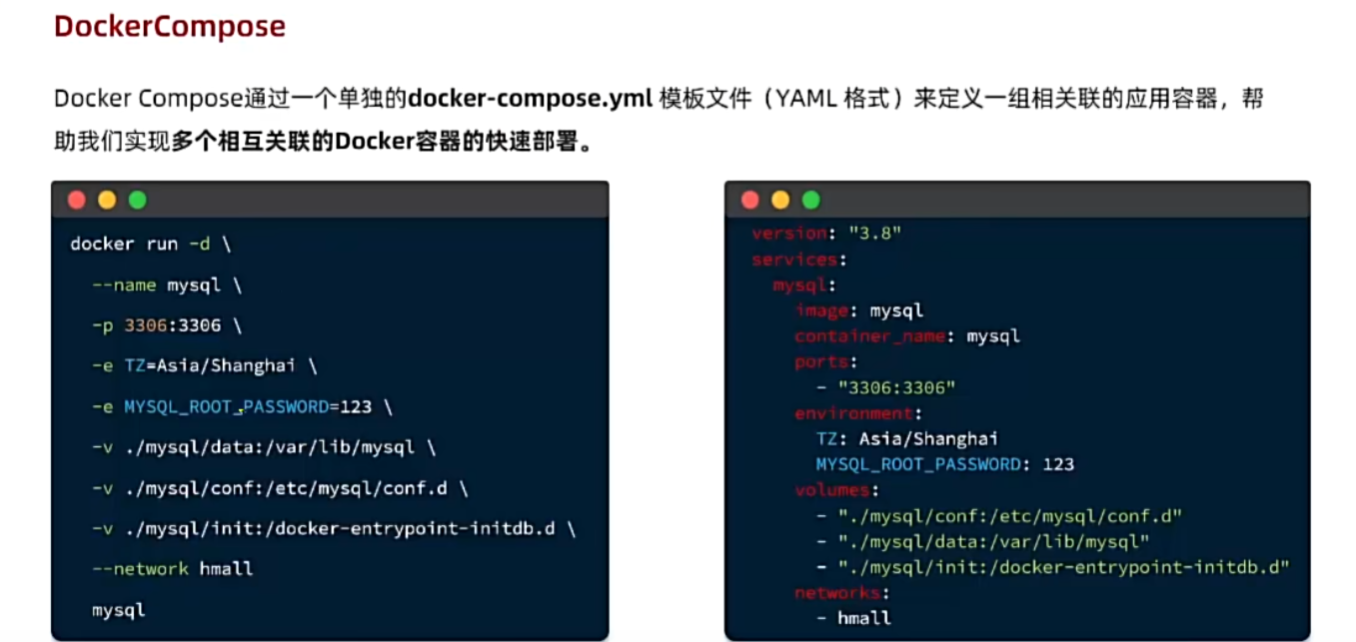 DockerCompose
Docker Compose通过一个单独的docker-compose.yml 模板文件（YAML 格式）来定义一组相关联的应用容器，帮
助我们实现多个相互关联的Docker容器的快速部署。
docker run -d \
--name mysql \
-p 3306:3306 \
-e TZ=Asia/Shanghai \
-e MYSQL_ROOT_PASSWORD=123 \
-v ./mysql/data:/var/lib/mysql \
-v ./mysql/conf:/etc/mysql/conf.d \
-v ./mysql/init:/docker-entrypoint-initdb.d \
--network hmall
mysql
version: "3.8"
services:
mysql:
image: mysql
container_name: mysql
ports:
- "3306:3306"
environment:
TZ: Asia/Shanghai
MYSQL_ROOT_PASSWORD: 123
volumes:
- "./mysql/conf:/etc/mysql/conf.d"
- "./mysql/data:/var/lib/mysql"
- "./mysql/init:/docker-entrypoint-initdb.d"
networks:
- hmall